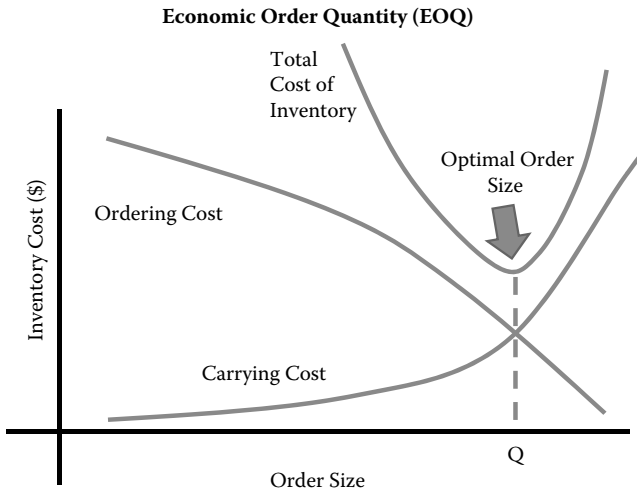 Economic Order Quantity (EOQ)
Total
Cost of
Inventory
Optimal Order
Size
Inventory Cost ($)
Ordering Cost
Carrying Cost
Q
Order Size